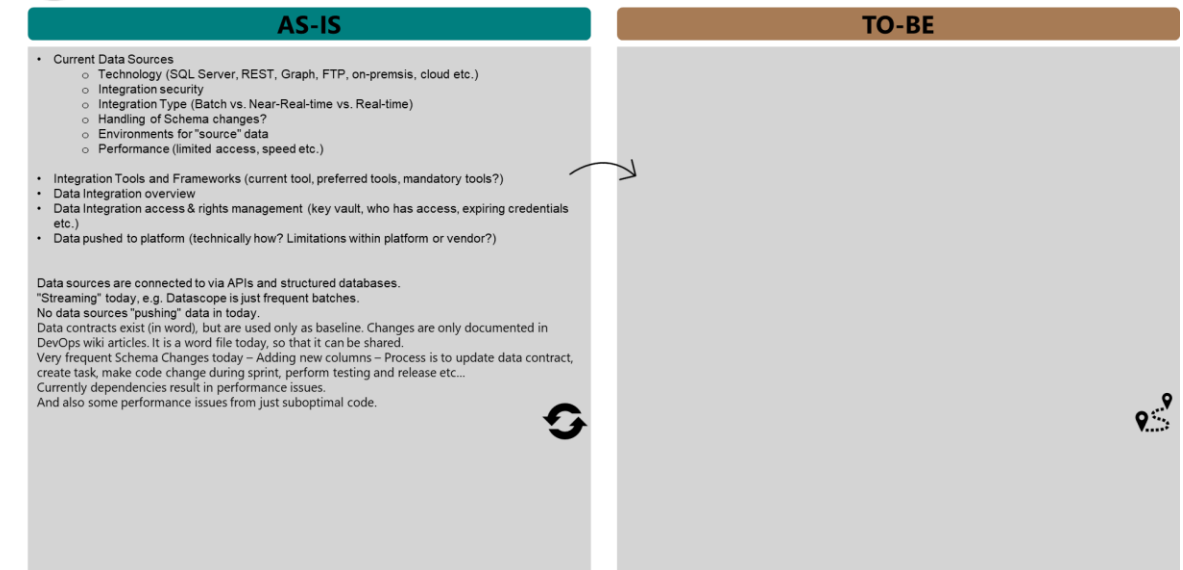 AS-IS
TO-BE
• Current Data Sources
o Technology (SQL Server, REST, Graph, FTP, on-premsis, cloud etc.)
o Integration security
o Integration Type (Batch vs. Near-Real-time vs. Real-time)
o Handling of Schema changes?
o Environments for "source" data
o Performance (limited access, speed etc.)
• Integration Tools and Frameworks (current tool, preferred tools, mandatory tools?)
• Data Integration overview
• Data Integration access & rights management (key vault, who has access, expiring credentials
etc.)
• Data pushed to platform (technically how? Limitations within platform or vendor?)
Data sources are connected to via APIs and structured databases.
"Streaming" today, e.g. Datascope is just frequent batches.
No data sources "pushing" data in today.
Data contracts exist (in word), but are used only as baseline. Changes are only documented in
DevOps wiki articles. It is a word file today, so that it can be shared.
Very frequent Schema Changes today – Adding new columns – Process is to update data contract,
create task, make code change during sprint, perform testing and release etc...
Currently dependencies result in performance issues.
And also some performance issues from just suboptimal code.